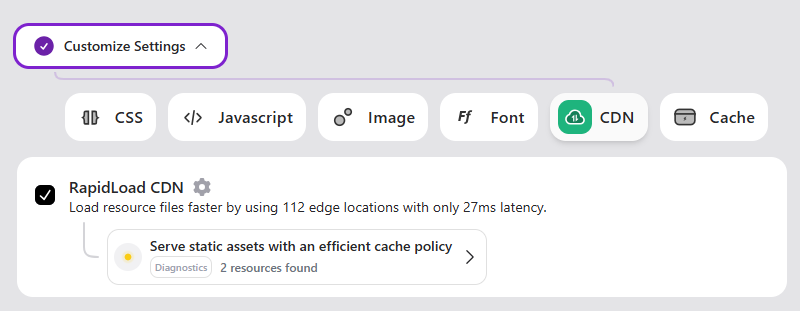 Customize Settings
CSS
Javascript
Image
Ff Font
CDN
Cache
RapidLoad CDN
Load resource files faster by using 112 edge locations with only 27ms latency.
Serve static assets with an efficient cache policy
Diagnostics 2 resources found